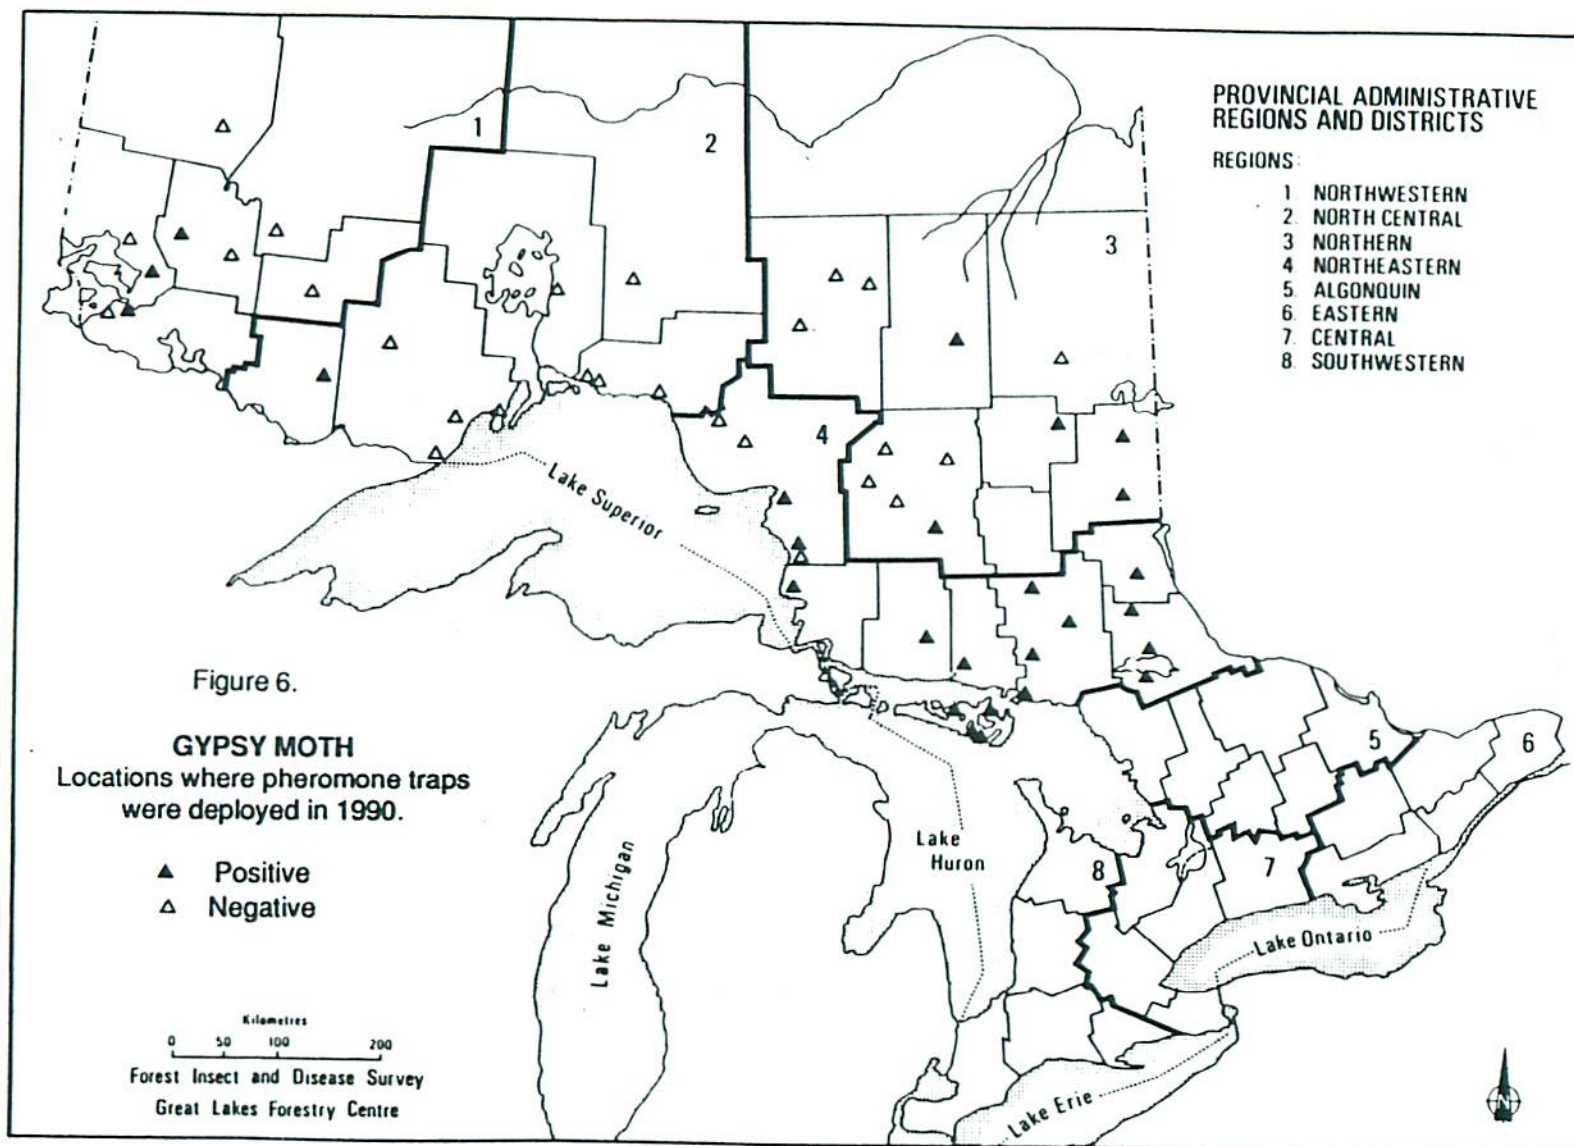 PROVINCIAL ADMINISTRATIVE
REGIONS AND DISTRICTS
REGIONS:
1. NORTHWESTERN
2. NORTH CENTRAL
3. NORTHERN
4. NORTHEASTERN
5. ALGONQUIN
6. EASTERN
7. CENTRAL
8. SOUTHWESTERN
1
2
3
4
5
6
7
8
Lake Superior
Lake Michigan
Lake
Huron
Lake Ontario
Lake Erie
Figure 6.
GYPSY MOTH
Locations where pheromone traps
were deployed in 1990.
▲ Positive
△ Negative
Kilometres
0 50 100 200
Forest Insect and Disease Survey
Great Lakes Forestry Centre
N